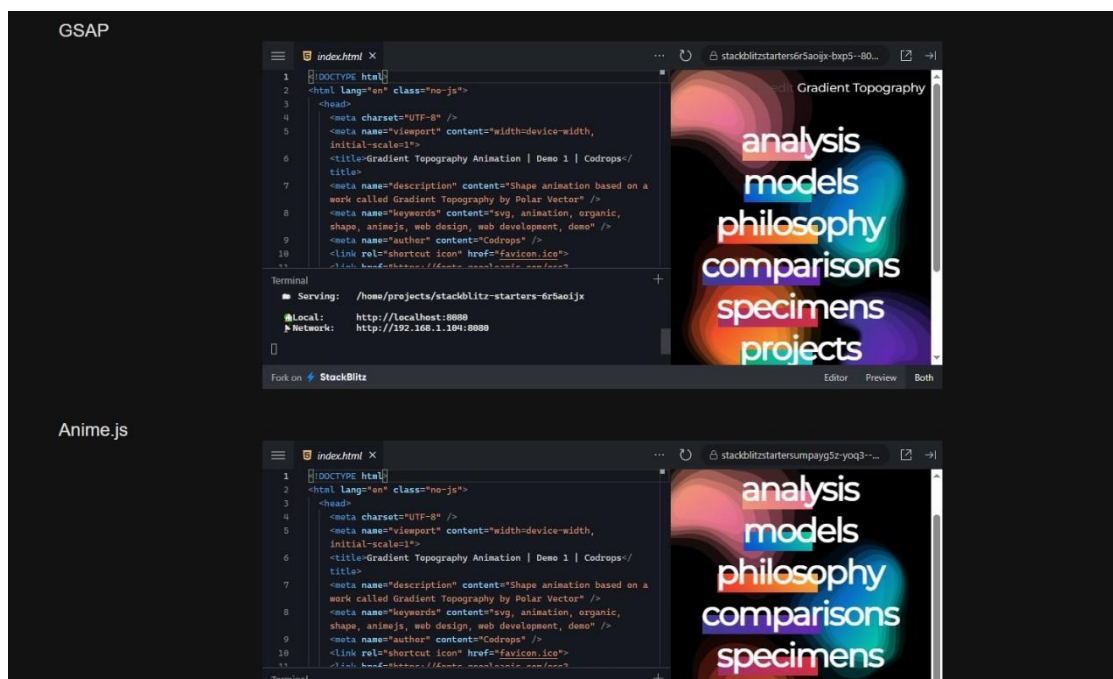 GSAP
index.html
stackblitzstarters6r5aoijx-bxp5--80...
1 <!DOCTYPE html>
2 <html lang="en" class="no-js">
3 <head>
4 <meta charset="UTF-8" />
5 <meta name="viewport" content="width=device-width,
initial-scale=1">
6 <title>Gradient Topography Animation | Demo 1 | Codrops</
title>
7 <meta name="description" content="Shape animation based on a
work called Gradient Topography by Polar Vector" />
8 <meta name="keywords" content="svg, animation, organic,
shape, animejs, web design, web development, demo" />
9 <meta name="author" content="Codrops" />
10 <link rel="shortcut icon" href="favicon.ico">
Terminal
Serving: /home/projects/stackblitz-starters-6r5aoijx
Local: http://localhost:8080
Network: http://192.168.1.104:8080
Gradient Topography
analysis
models
philosophy
comparisons
specimens
projects
Fork on StackBlitz
Editor Preview Both
Anime.js
index.html
stackblitzstartersumpayg5z-yoq3--...
1 <!DOCTYPE html>
2 <html lang="en" class="no-js">
3 <head>
4 <meta charset="UTF-8" />
5 <meta name="viewport" content="width=device-width,
initial-scale=1">
6 <title>Gradient Topography Animation | Demo 1 | Codrops</
title>
7 <meta name="description" content="Shape animation based on a
work called Gradient Topography by Polar Vector" />
8 <meta name="keywords" content="svg, animation, organic,
shape, animejs, web design, web development, demo" />
9 <meta name="author" content="Codrops" />
10 <link rel="shortcut icon" href="favicon.ico">
analysis
models
philosophy
comparisons
specimens